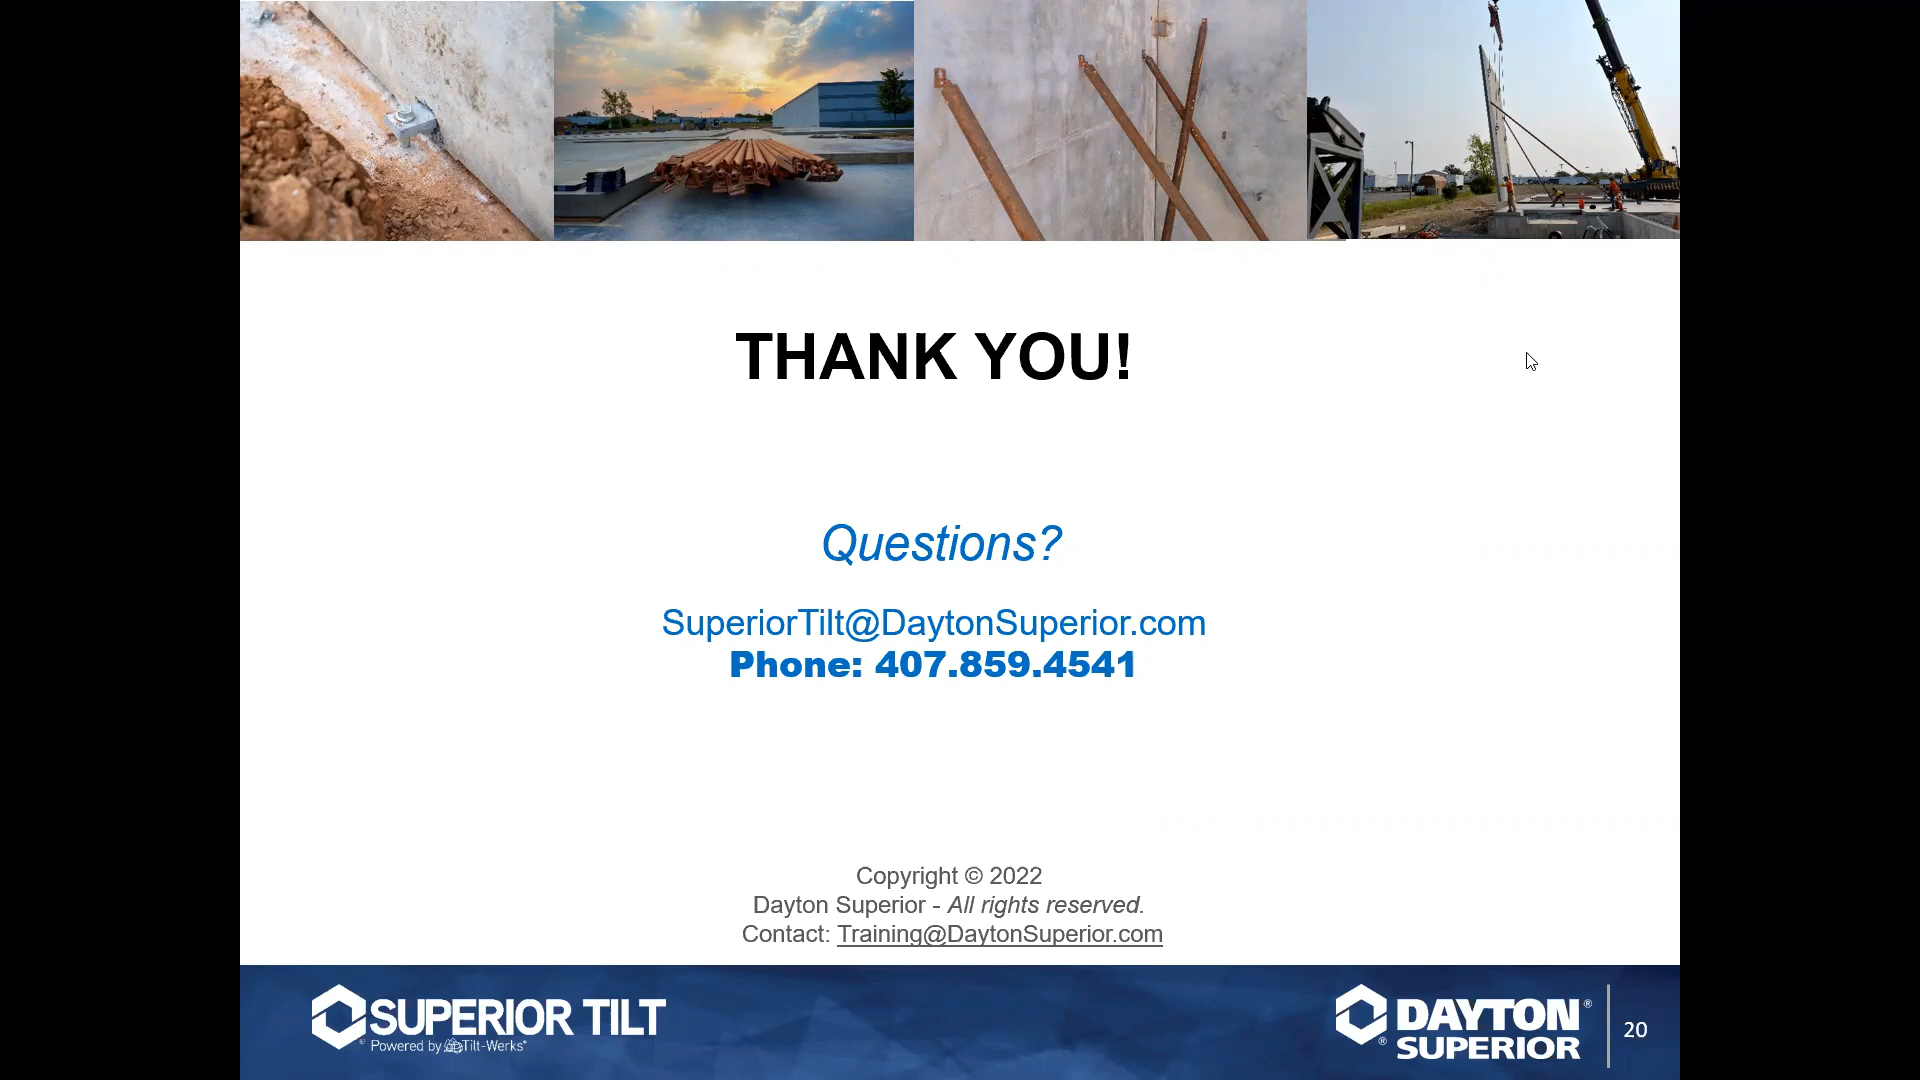 THANK YOU!
Questions?
SuperiorTilt@DaytonSuperior.com
Phone: 407.859.4541
Copyright © 2022
Dayton Superior - All rights reserved.
Contact: Training@DaytonSuperior.com
SUPERIOR TILT
Powered by Tilt-Werks®
DAYTON®
SUPERIOR
20